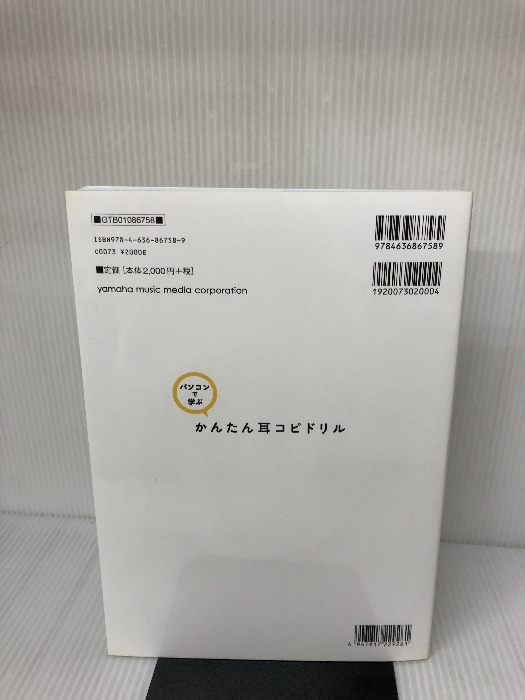 ■GTB01086758■
ISBN978-4-636-86758-9
C0073 ¥2000E
■定価［本体2,000円+税］
yamaha music media corporation
9784636867589
1920073020004
パソコン
で
学ぶ
かんたん耳コピドリル